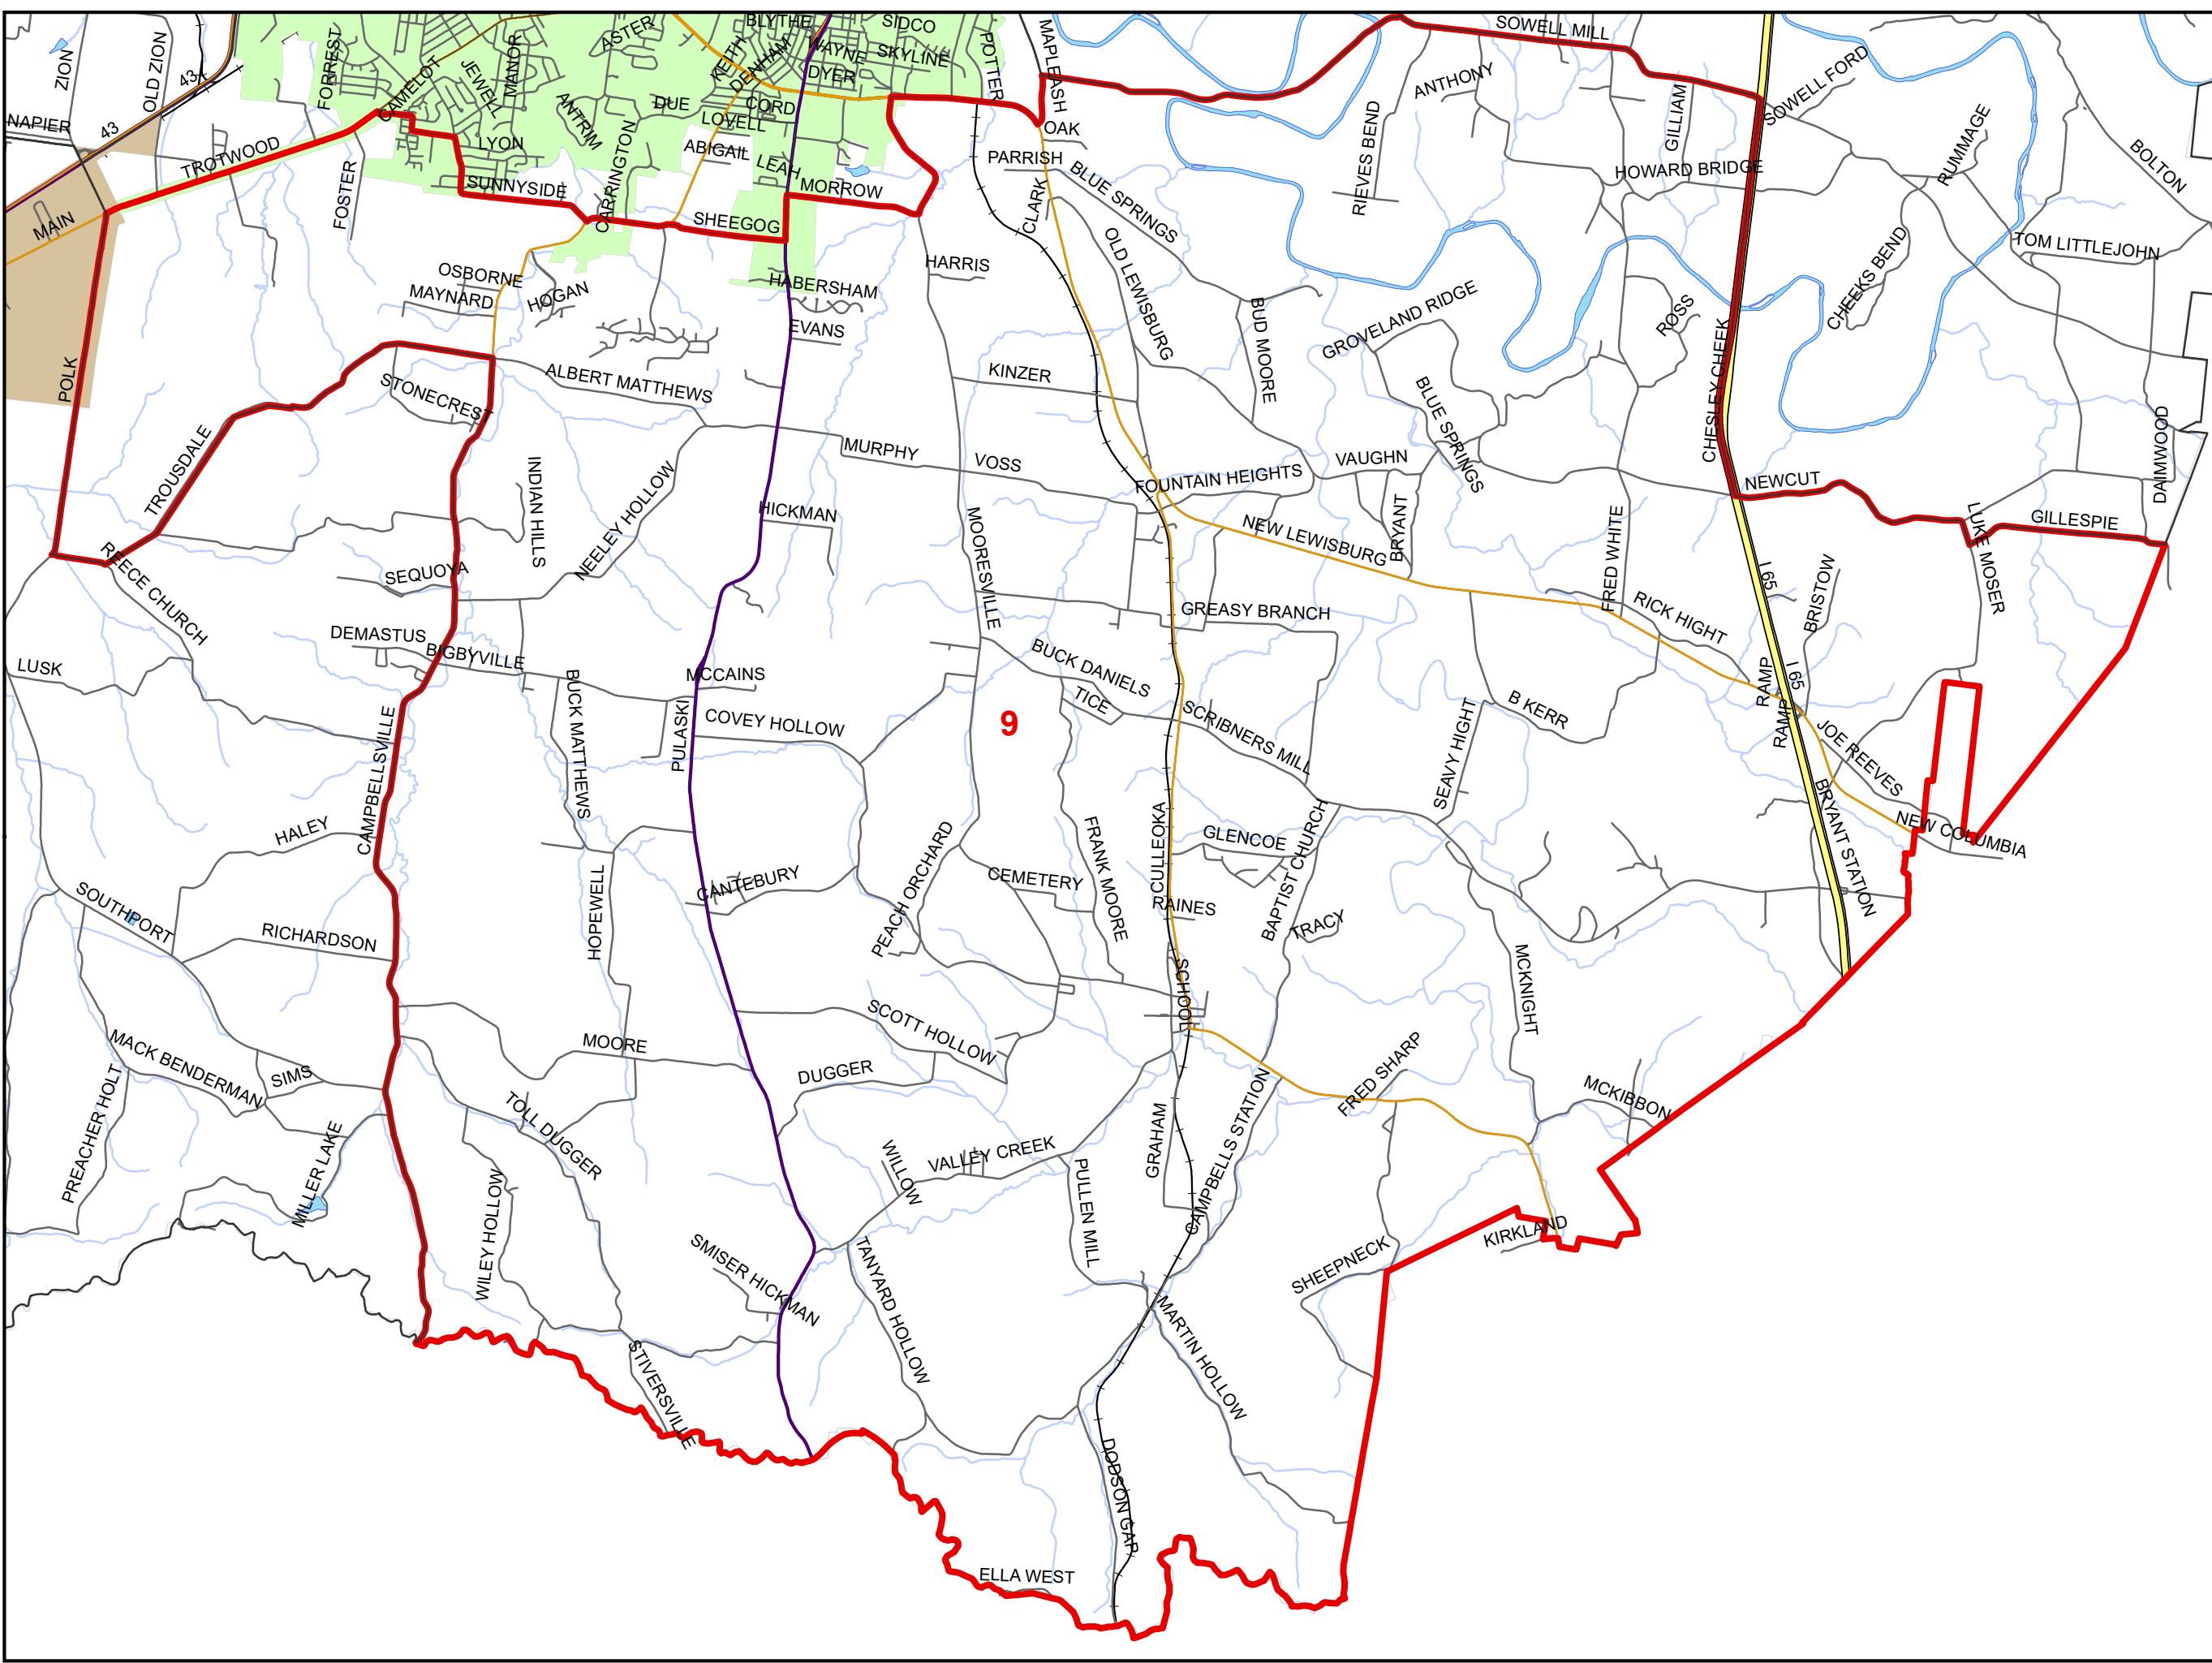 ZION
OLD ZION
43
43
NAPIER
MAIN
TROTWOOD
FORREST
CAMELOT
JEWELL
MANOR
ASTER
ANTRIM
LYON
SUNNYSIDE
FOSTER
CARRINGTON
BLYTHE
KEITH
DENHAM
WAYNE
DYER
SIDCO
SKYLINE
POTTER
MAPLEASH
DUE
CORD
LOVELL
ABIGAIL
LEAH
MORROW
SHEEGOG
OAK
PARRISH
CLARK
BLUE SPRINGS
SOWELL MILL
ANTHONY
RIEVES BEND
GILLIAM
SOWELL FORD
HOWARD BRIDGE
RUMMAGE
BOLTON
TOM LITTLEJOHN
CHEEKS BEND
OSBORNE
MAYNARD
HOGAN
HABERSHAM
EVANS
HARRIS
OLD LEWISBURG
BUD MOORE
GROVELAND RIDGE
ROSS
CHESLEY CHEEK
POLK
STONECREST
ALBERT MATTHEWS
KINZER
BLUE SPRINGS
DAIMWOOD
TROUSDALE
INDIAN HILLS
NEELEY HOLLOW
MURPHY
VOSS
FOUNTAIN HEIGHTS
VAUGHN
BRYANT
NEWCUT
LUKE MOSER
GILLESPIE
HICKMAN
MOORESVILLE
NEW LEWISBURG
FRED WHITE
REECE CHURCH
SEQUOYA
I 65
BRISTOW
GREASY BRANCH
RICK HIGHT
DEMASTUS
BIGBYVILLE
LUSK
BUCK MATTHEWS
MCCAINS
BUCK DANIELS
TICE
RAMP
I 65
RAMP
COVEY HOLLOW
PULASKI
9
SCRIBNERS MILL
SEAVY HIGHT
B KERR
JOE REEVES
CAMPBELLSVILLE
HALEY
BRYANT STATION
NEW COLUMBIA
CULLEOKA
GLENCOE
BAPTIST CHURCH
FRANK MOORE
PEACH ORCHARD
CEMETERY
CANTEBURY
HOPEWELL
RAINES
TRACY
SOUTHPORT
RICHARDSON
SCHOOL
MCKNIGHT
SCOTT HOLLOW
MOORE
DUGGER
MACK BENDERMAN
SIMS
PREACHER HOLT
MILLER LAKE
TOLL DUGGER
FRED SHARP
MCKIBBON
GRAHAM
CAMPBELLS STATION
WILLOW
VALLEY CREEK
PULLEN MILL
WILEY HOLLOW
KIRKLAND
SHEEPNECK
SMISER HICKMAN
TANYARD HOLLOW
MARTIN HOLLOW
STIVERSVILLE
DODSON GAP
ELLA WEST